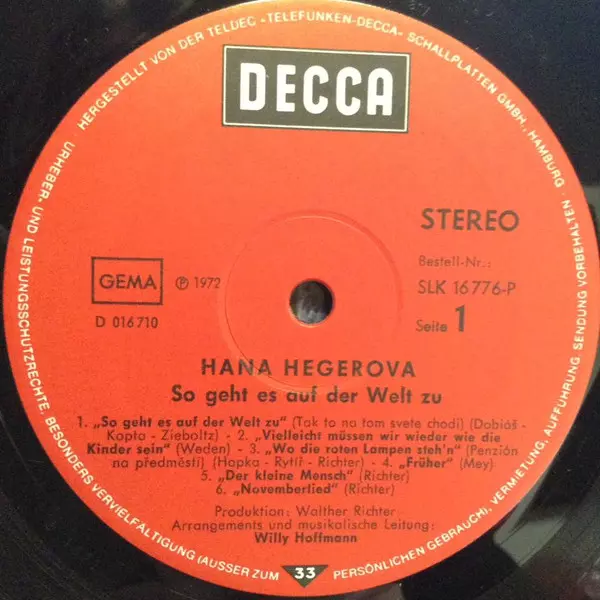 HERGESTELLT VON DER TELDEC »TELEFUNKEN-DECCA« SCHALLPLATTEN GMBH., HAMBURG
URHEBER- UND LEISTUNGSSCHUTZRECHTE, BESONDERS VERVIELFÄLTIGUNG (AUSSER ZUM PERSÖNLICHEN GEBRAUCH), VERMIETUNG, AUFFÜHRUNG, SENDUNG VORBEHALTEN
DECCA
STEREO
Bestell-Nr.:
SLK 16 776-P
Seite 1
GEMA
℗ 1972
D 016 710
HANA HEGEROVA
So geht es auf der Welt zu
1. „So geht es auf der Welt zu" (Tak to na tom svete chodi) (Dobiáš
- Kopta - Zieboltz) - 2. „Vielleicht müssen wir wieder wie die
Kinder sein" (Weden) - 3. „Wo die roten Lampen steh'n" (Penzión
na předměstí) (Hapka - Rytíř - Richter) - 4. „Früher" (Mey)
5. „Der kleine Mensch" (Richter)
6. „Novemberlied" (Richter)
Produktion: Walther Richter
Arrangements und musikalische Leitung:
Willy Hoffmann
33